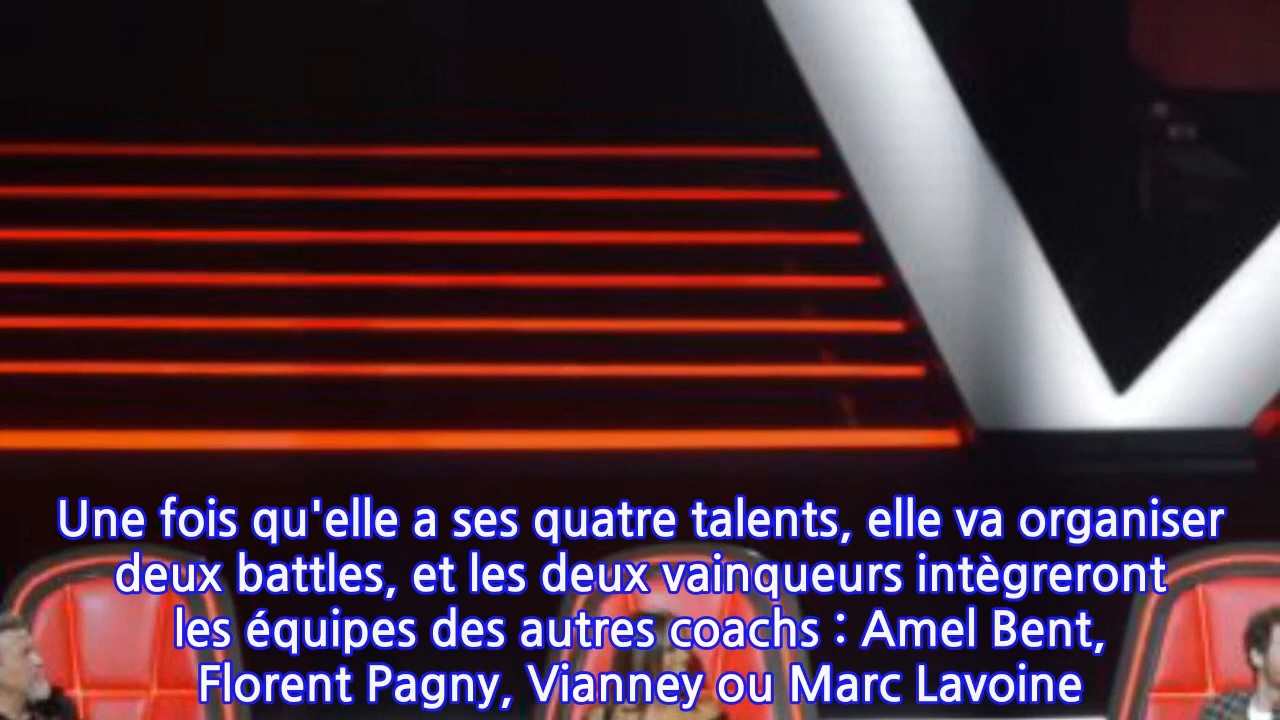 Une fois qu'elle a ses quatre talents, elle va organiser
deux battles, et les deux vainqueurs intègreront
les équipes des autres coachs : Amel Bent,
Florent Pagny, Vianney ou Marc Lavoine